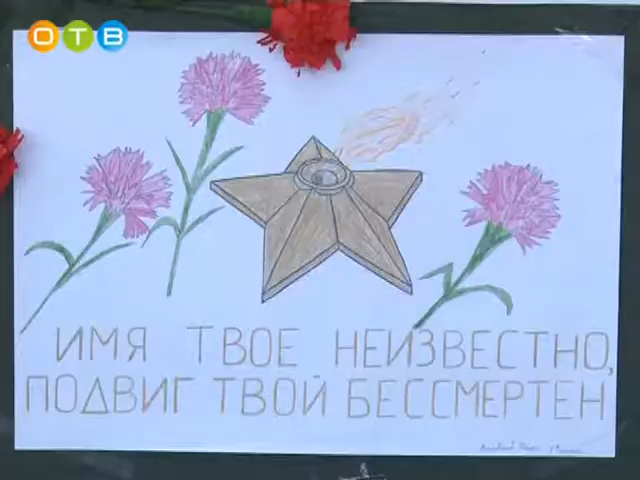 ОТВ
ИМЯ ТВОЕ НЕИЗВЕСТНО,
ПОДВИГ ТВОЙ БЕССМЕРТЕН